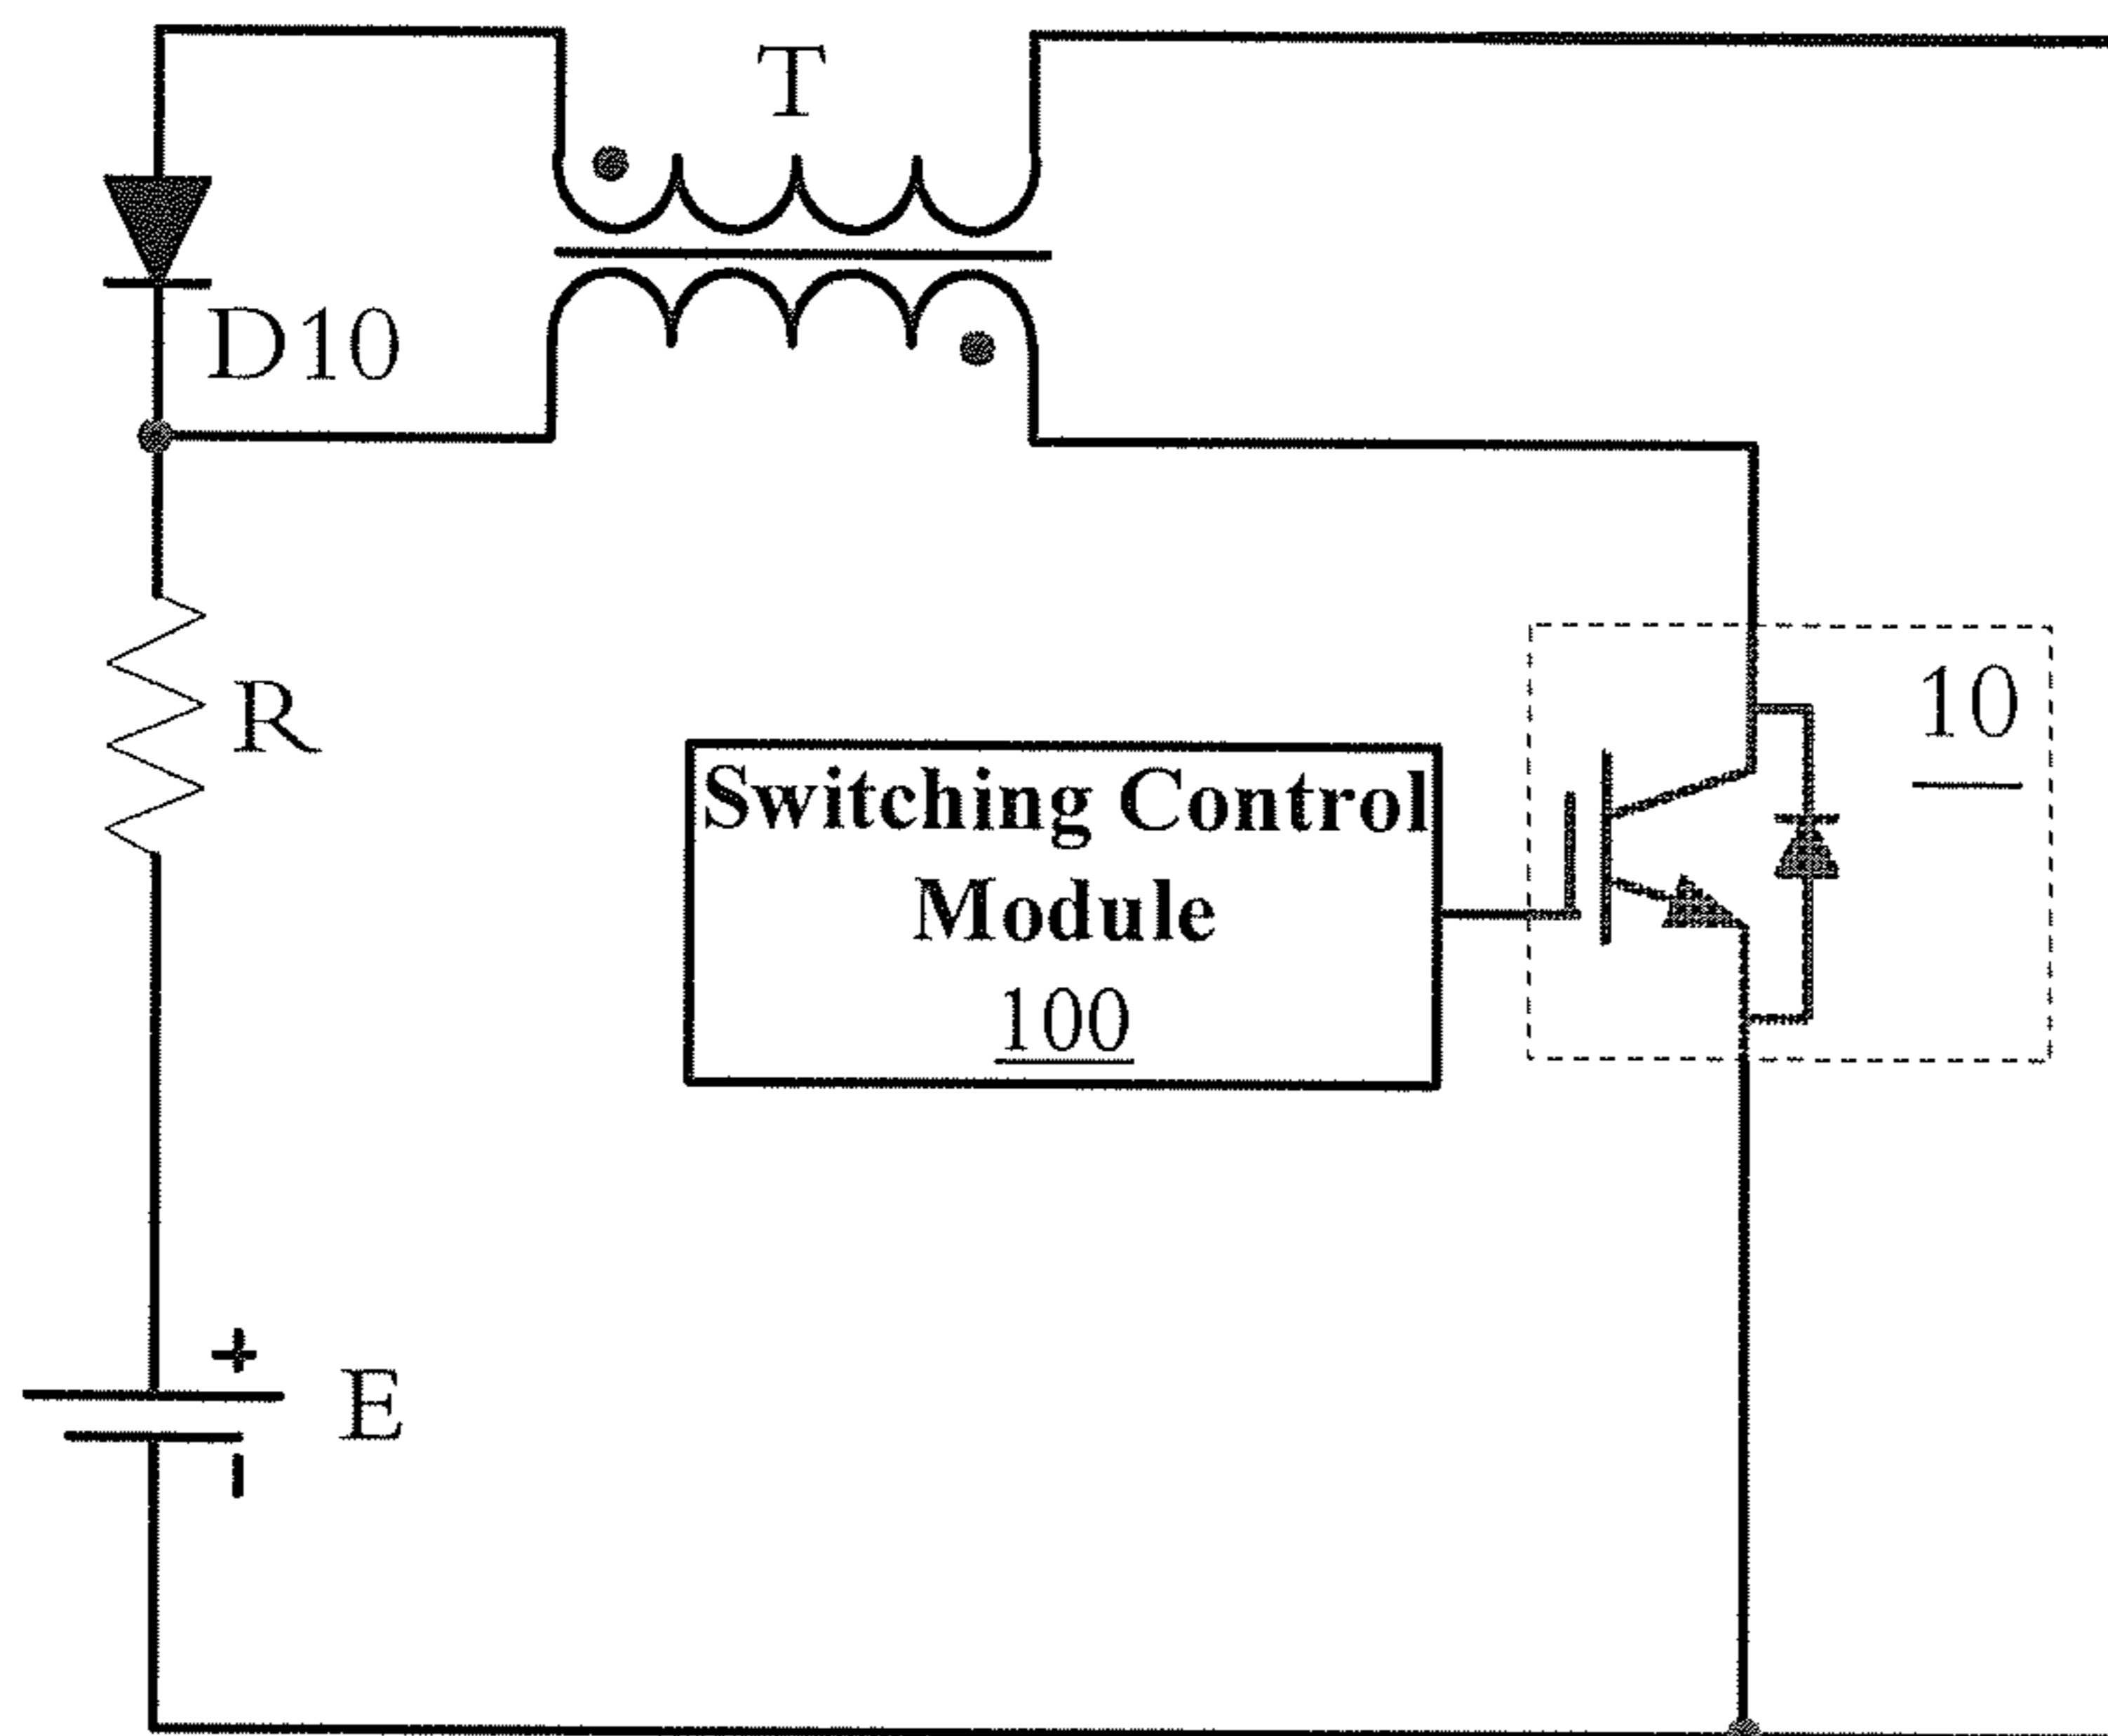 T
D10
R
10
Switching Control
Module
100
+
E
-